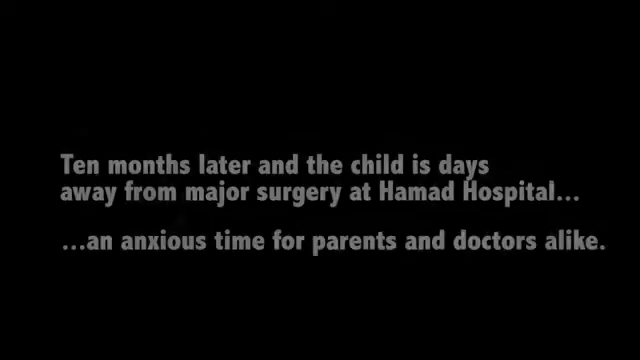 Ten months later and the child is days
away from major surgery at Hamad Hospital...
...an anxious time for parents and doctors alike.